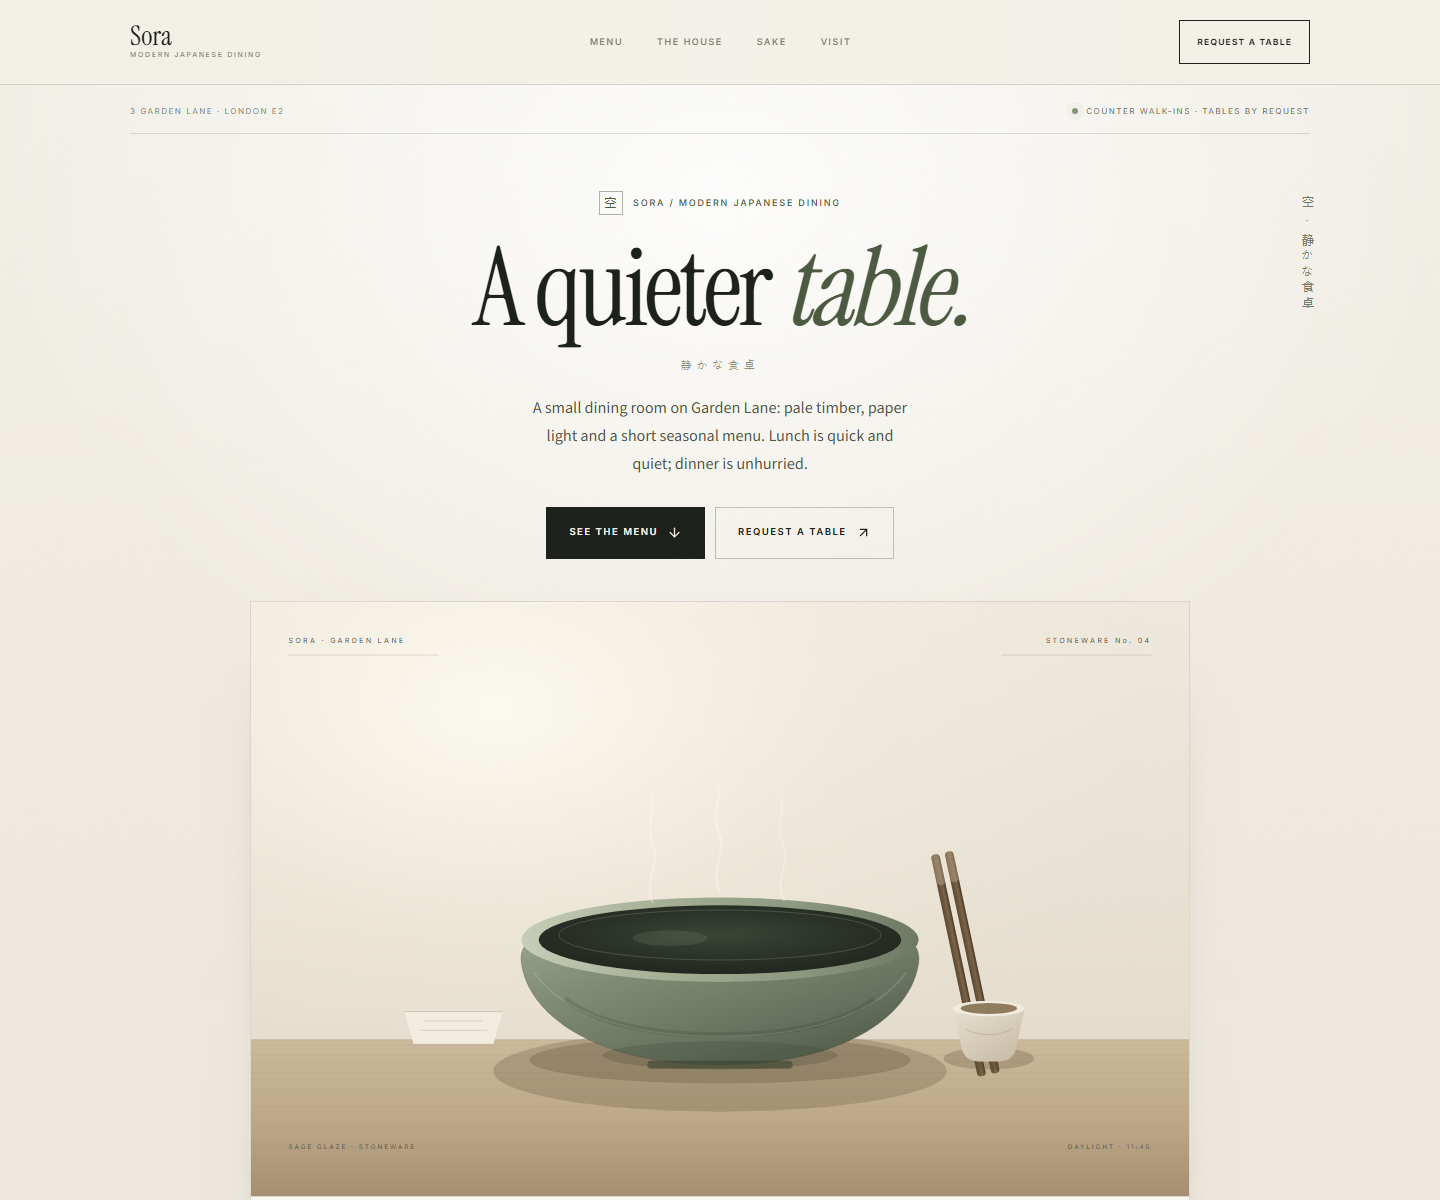 Sora
MODERN JAPANESE DINING
MENU
THE HOUSE
SAKE
VISIT
REQUEST A TABLE
3 GARDEN LANE · LONDON E2
COUNTER WALK-INS · TABLES BY REQUEST
空
SORA / MODERN JAPANESE DINING
空・静かな食卓
A quieter table.
静かな食卓
A small dining room on Garden Lane: pale timber, paper
light and a short seasonal menu. Lunch is quick and
quiet; dinner is unhurried.
SEE THE MENU
REQUEST A TABLE
SORA · GARDEN LANE
STONEWARE No. 04
SAGE GLAZE · STONEWARE
DAYLIGHT · 11:40